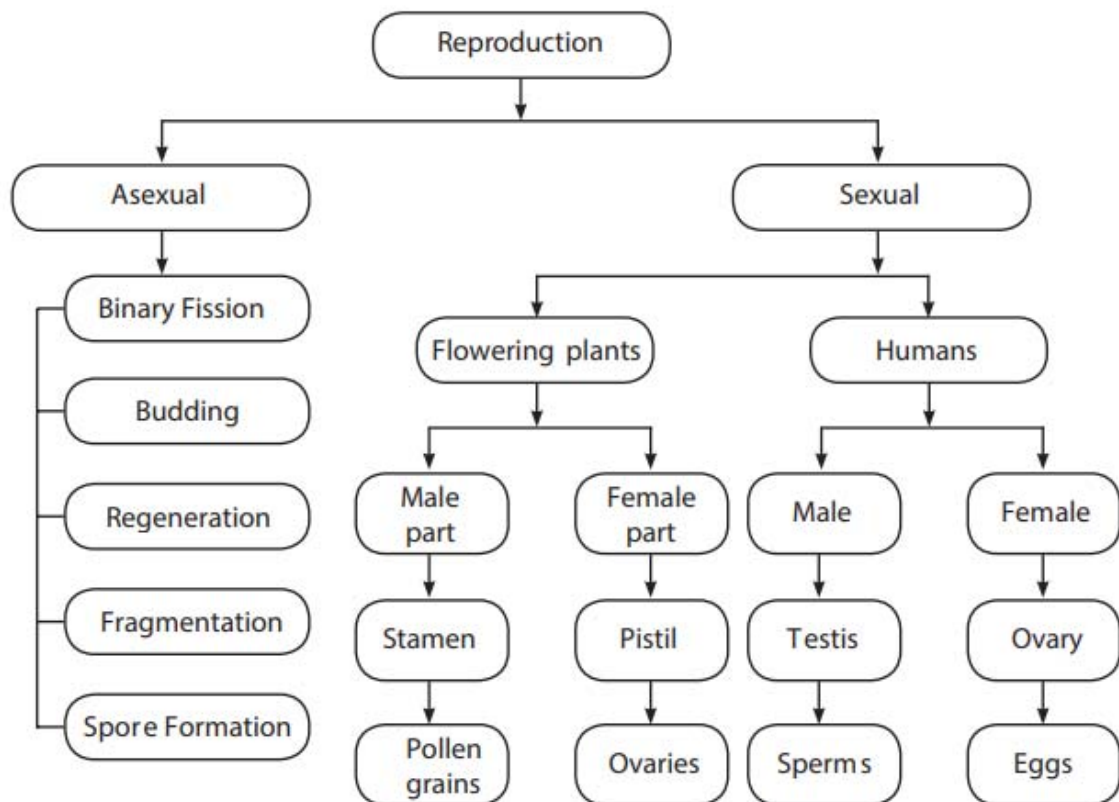 Reproduction
Asexual
Sexual
Binary Fission
Budding
Regeneration
Fragmentation
Spore Formation
Flowering plants
Humans
Male
part
Female
part
Male
Female
Stamen
Pistil
Testis
Ovary
Pollen
grains
Ovaries
Sperms
Eggs